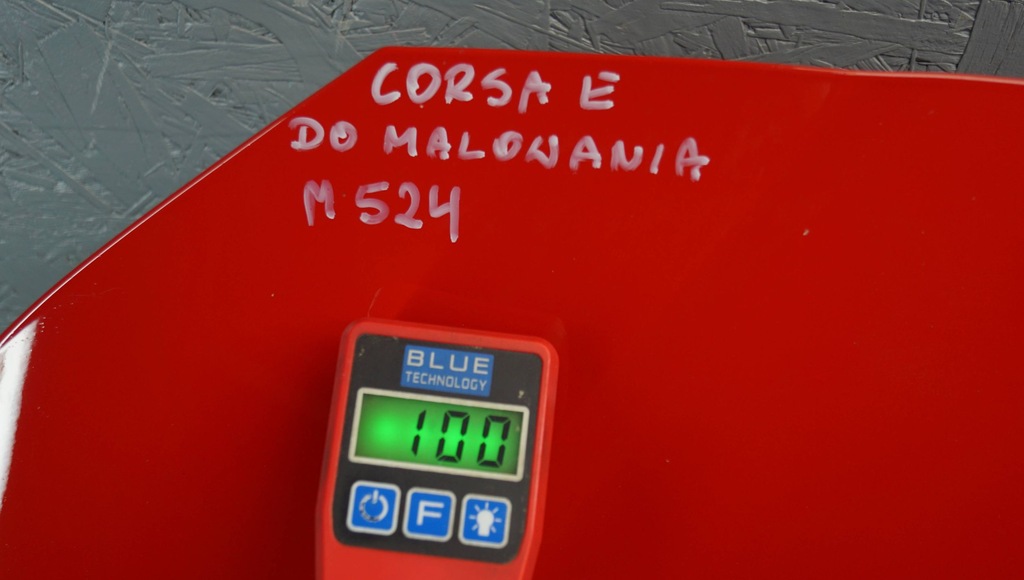 CORSA E
DO MALOWANIA
M 524
BLUE
TECHNOLOGY
100
F